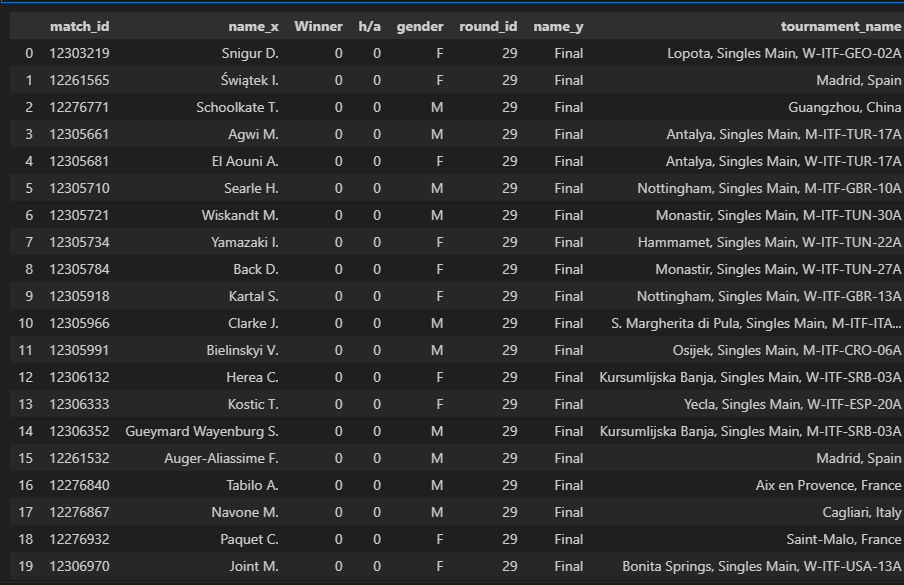 match_id name_x Winner h/a gender round_id name_y tournament_name
0 12303219 Snigur D. 0 0 F 29 Final Lopota, Singles Main, W-ITF-GEO-02A
1 12261565 Świątek I. 0 0 F 29 Final Madrid, Spain
2 12276771 Schoolkate T. 0 0 M 29 Final Guangzhou, China
3 12305661 Agwi M. 0 0 M 29 Final Antalya, Singles Main, M-ITF-TUR-17A
4 12305681 El Aouni A. 0 0 F 29 Final Antalya, Singles Main, W-ITF-TUR-17A
5 12305710 Searle H. 0 0 M 29 Final Nottingham, Singles Main, M-ITF-GBR-10A
6 12305721 Wiskandt M. 0 0 M 29 Final Monastir, Singles Main, M-ITF-TUN-30A
7 12305734 Yamazaki I. 0 0 F 29 Final Hammamet, Singles Main, W-ITF-TUN-22A
8 12305784 Back D. 0 0 F 29 Final Monastir, Singles Main, W-ITF-TUN-27A
9 12305918 Kartal S. 0 0 F 29 Final Nottingham, Singles Main, W-ITF-GBR-13A
10 12305966 Clarke J. 0 0 M 29 Final S. Margherita di Pula, Singles Main, M-ITF-ITA...
11 12305991 Bielinskyi V. 0 0 M 29 Final Osijek, Singles Main, M-ITF-CRO-06A
12 12306132 Herea C. 0 0 F 29 Final Kursumlijska Banja, Singles Main, W-ITF-SRB-03A
13 12306333 Kostic T. 0 0 F 29 Final Yecla, Singles Main, W-ITF-ESP-20A
14 12306352 Gueymard Wayenburg S. 0 0 M 29 Final Kursumlijska Banja, Singles Main, M-ITF-SRB-03A
15 12261532 Auger-Aliassime F. 0 0 M 29 Final Madrid, Spain
16 12276840 Tabilo A. 0 0 M 29 Final Aix en Provence, France
17 12276867 Navone M. 0 0 M 29 Final Cagliari, Italy
18 12276932 Paquet C. 0 0 F 29 Final Saint-Malo, France
19 12306970 Joint M. 0 0 F 29 Final Bonita Springs, Singles Main, W-ITF-USA-13A